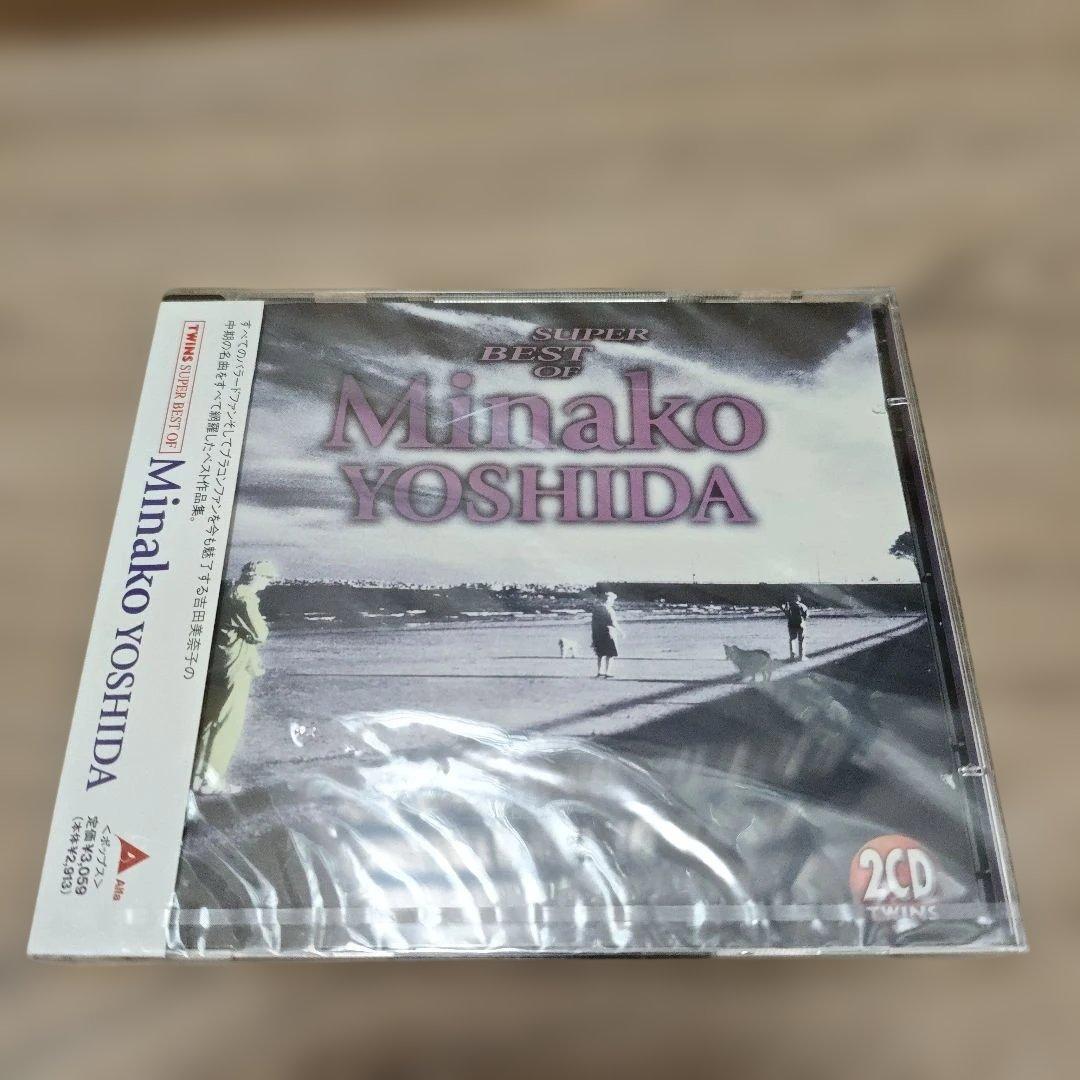 SUPER
BEST
OF
Minako
YOSHIDA
2CD
TWINS
すべてのバラードファンそしてブラコンファンを今も魅了する吉田美奈子の
中期の名曲をすべて網羅したベスト作品集。
TWINS SUPER BEST OF
Minako YOSHIDA
Alfa
<ポップス>
定価¥3,059
(本体¥2,913)